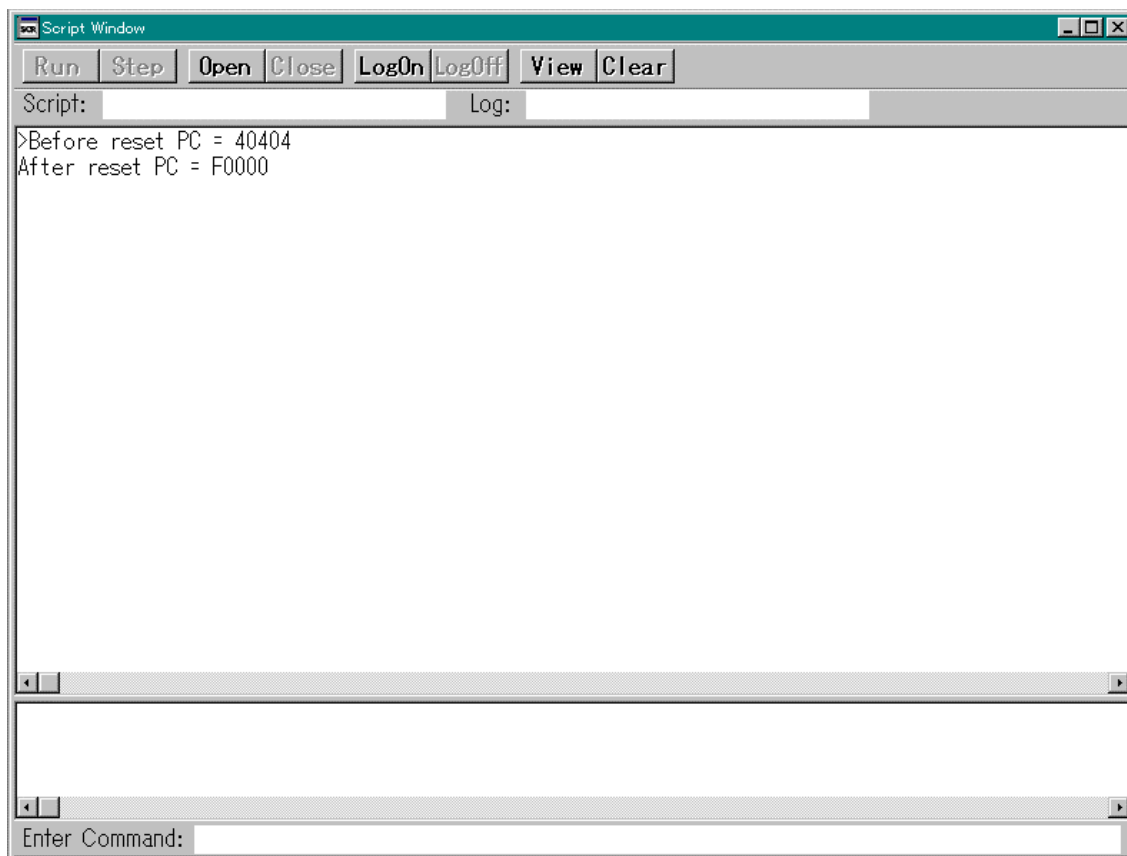 SCR Script Window
Run Step Open Close LogOn LogOff View Clear
Script: Log:
>Before reset PC = 40404
After reset PC = F0000
Enter Command: